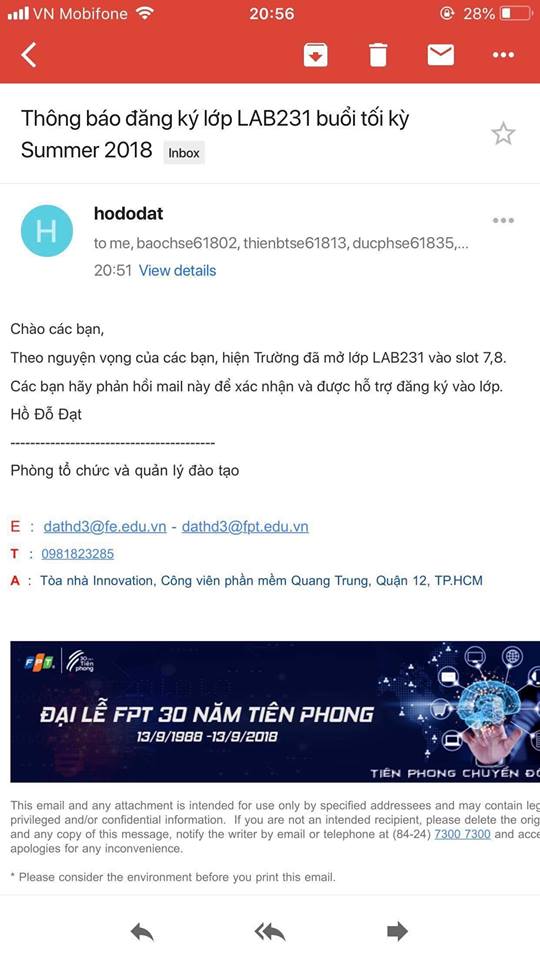 VN Mobifone 20:56 28%
Thông báo đăng ký lớp LAB231 buổi tối kỳ
Summer 2018 Inbox
H
hododat
to me, baochse61802, thienbtse61813, ducphse61835,...
20:51 View details
Chào các bạn,
Theo nguyện vọng của các bạn, hiện Trường đã mở lớp LAB231 vào slot 7,8.
Các bạn hãy phản hồi mail này để xác nhận và được hỗ trợ đăng ký vào lớp.
Hồ Đỗ Đạt
-----------------------------------------
Phòng tổ chức và quản lý đào tạo
E : dathd3@fe.edu.vn - dathd3@fpt.edu.vn
T : 0981823285
A : Tòa nhà Innovation, Công viên phần mềm Quang Trung, Quận 12, TP.HCM
FPT 30 năm Tiên phong
ĐẠI LỄ FPT 30 NĂM TIÊN PHONG
13/9/1988 -13/9/2018
TIÊN PHONG CHUYỂN ĐỔ
This email and any attachment is intended for use only by specified addressees and may contain leg
privileged and/or confidential information. If you are not an intended recipient, please delete the orig
and any copy of this message, notify the writer by email or telephone at (84-24) 7300 7300 and acce
apologies for any inconvenience.
* Please consider the environment before you print this email.